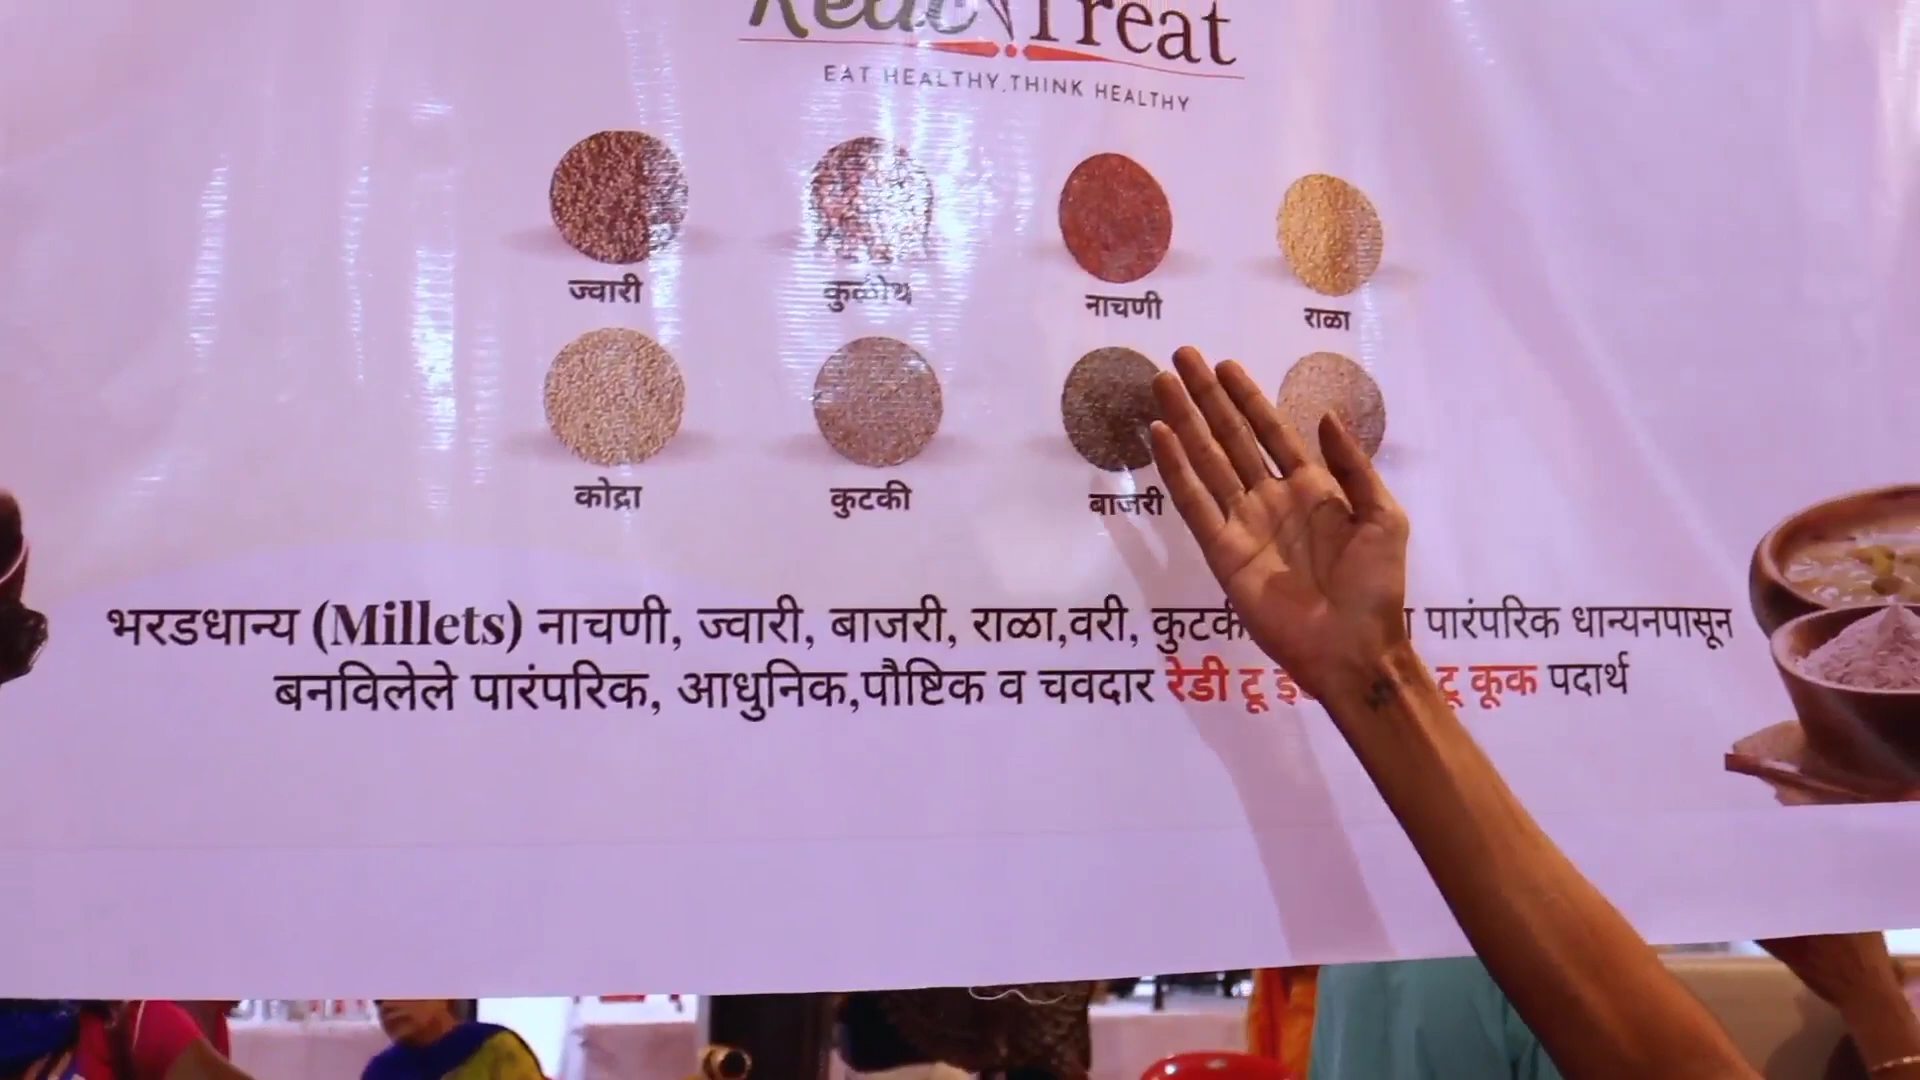 Treat
EAT HEALTHY,THINK HEALTHY
ज्वारी कुळीथ नाचणी राळा
कोद्रा कुटकी बाजरी
भरडधान्य (Millets) नाचणी, ज्वारी, बाजरी, राळा,वरी, कुटकी पारंपरिक धान्यनपासून
बनविलेले पारंपरिक, आधुनिक,पौष्टिक व चवदार रेडी टू टू कूक पदार्थ